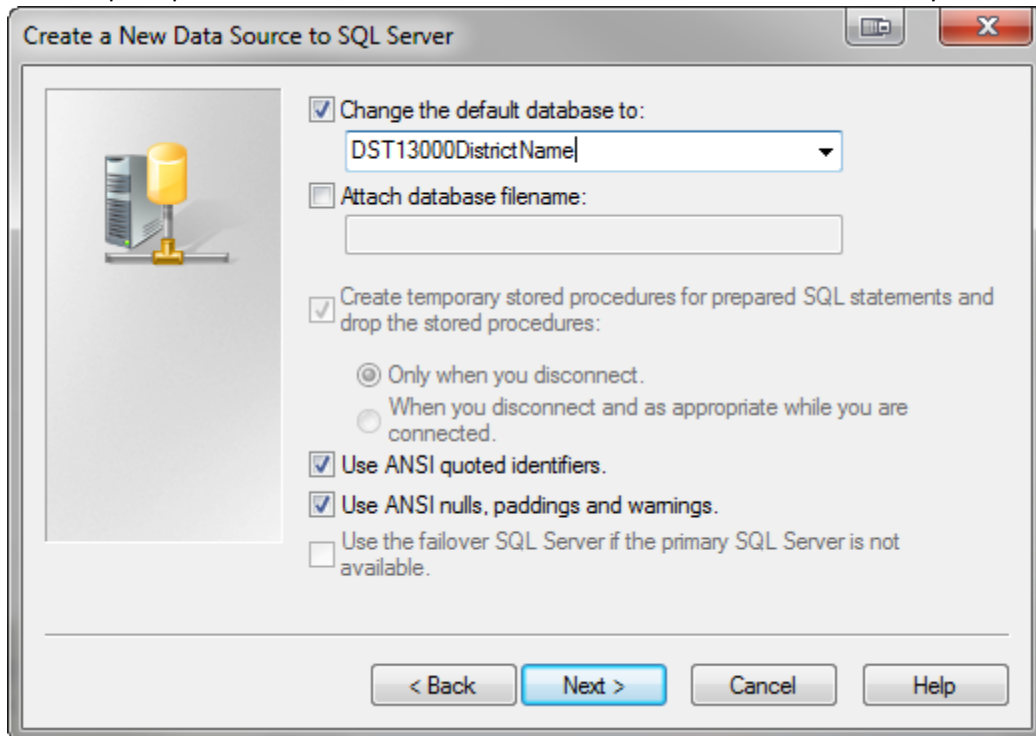 Create a New Data Source to SQL Server
Change the default database to:
DST13000DistrictName
Attach database filename:
Create temporary stored procedures for prepared SQL statements and
drop the stored procedures:
Only when you disconnect.
When you disconnect and as appropriate while you are
connected.
Use ANSI quoted identifiers.
Use ANSI nulls, paddings and warnings.
Use the failover SQL Server if the primary SQL Server is not
available.
< Back Next > Cancel Help